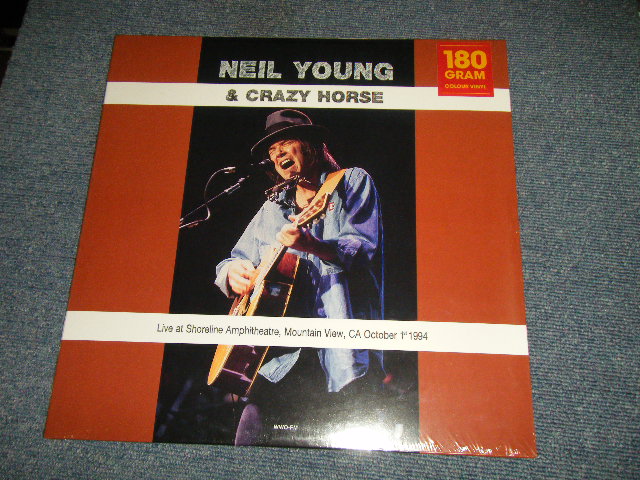 NEIL YOUNG
& CRAZY HORSE
180
GRAM
COLOUR VINYL
Live at Shoreline Amphitheatre, Mountain View, CA October 1st 1994